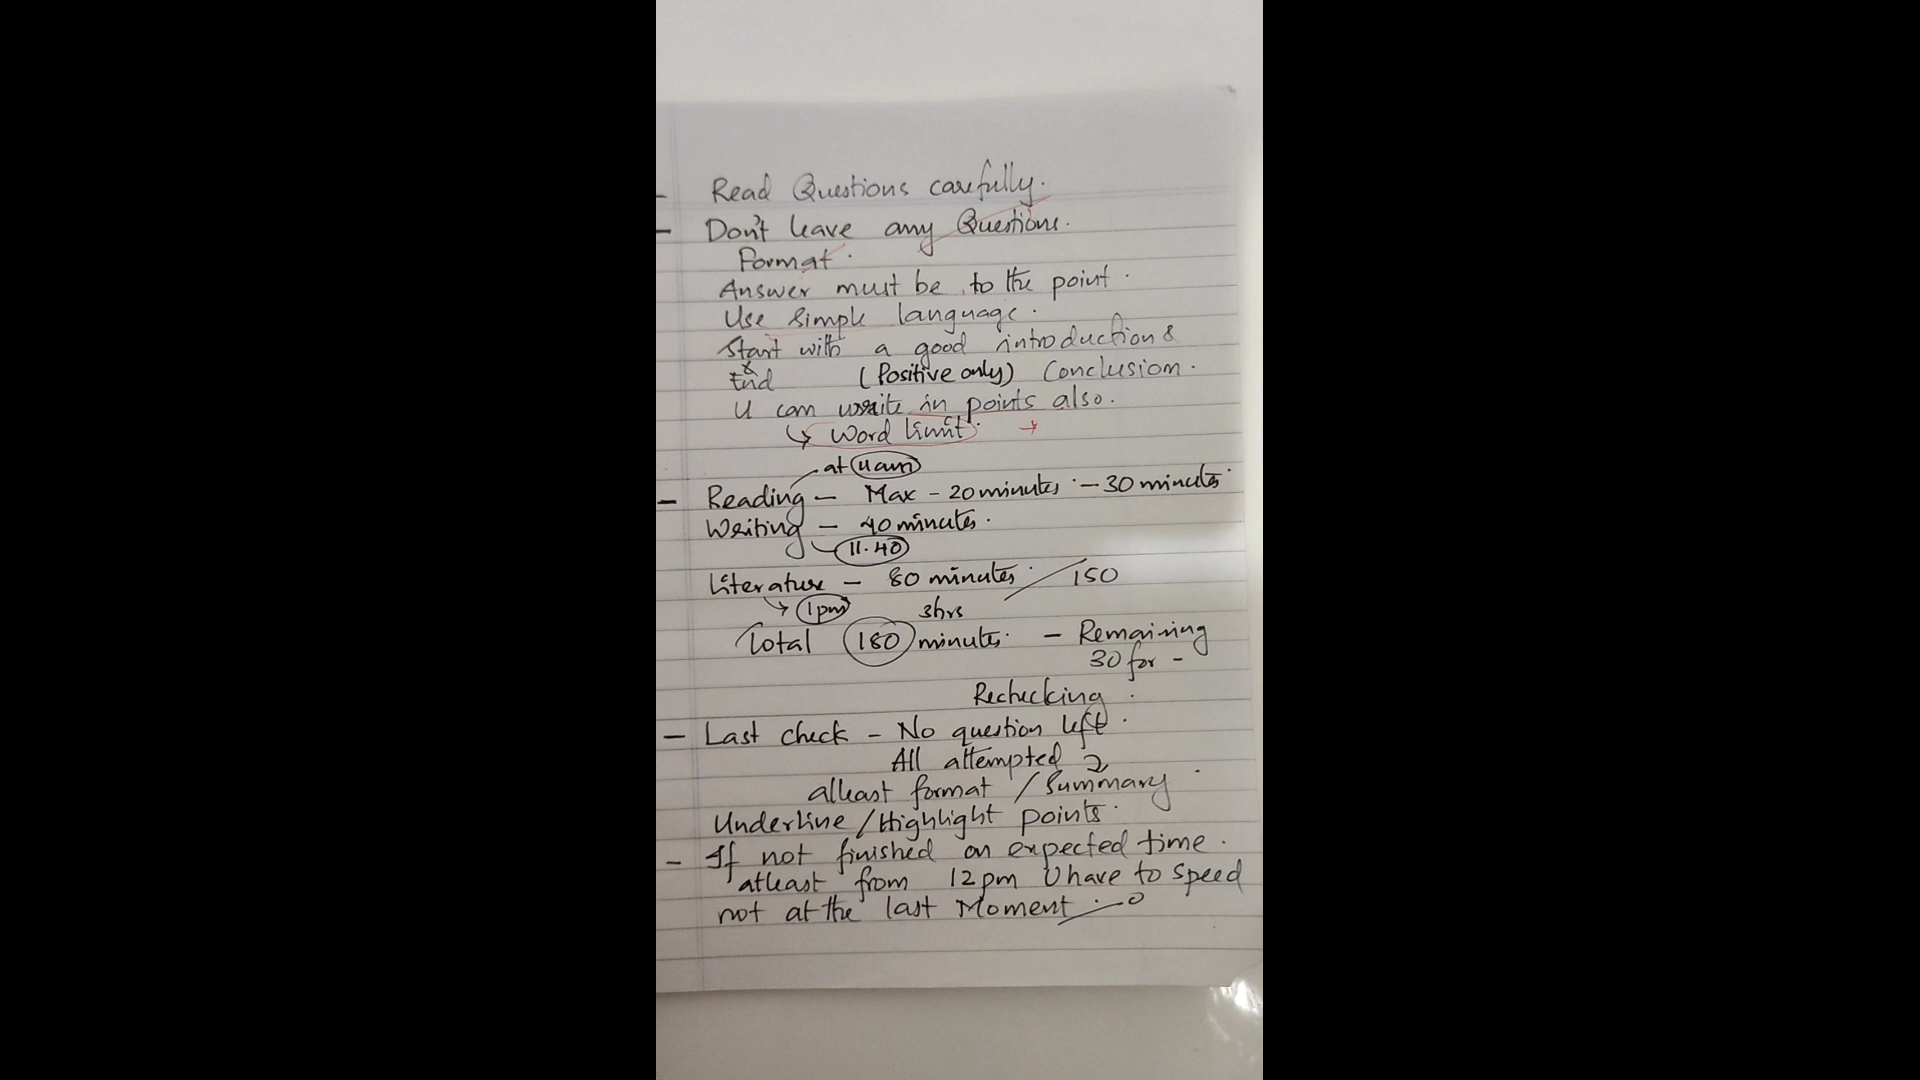 - Read Questions carefully.
- Don't leave any Questions.
Format.
Answer must be to the point.
Use simple language.
Start with a good introduction &
& End (Positive only) Conclusion.
U can write in points also.
↳ Word limit. →
at 11am
- Reading - Max - 20 minutes - 30 minutes
Writing - 40 minutes.
11.40
Literature - 80 minutes / 150
↳ 1pm 3hrs
Total 180 minutes. - Remaining
30 for -
Rechecking.
- Last check - No question left.
All attempted
atleast format / Summary
Underline / Highlight points.
- If not finished on expected time.
atleast from 12pm U have to speed
not at the last Moment.